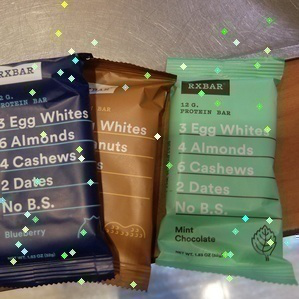 RXBAR
12 G.
PROTEIN BAR
3 Egg Whites
6 Almonds
4 Cashews
2 Dates
No B.S.
Blueberry
BAR
Whites
nuts
RXBAR
12 G.
PROTEIN BAR
3 Egg Whites
4 Almonds
6 Cashews
2 Dates
No B.S.
Mint
Chocolate